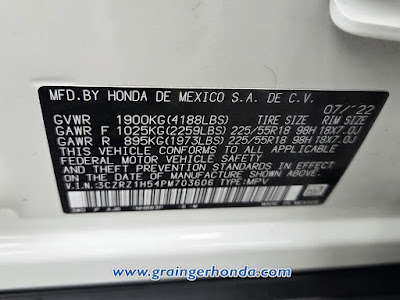 MFD.BY HONDA DE MEXICO S.A. DE C.V.
07/'22
GVWR 1900KG(4188LBS) TIRE SIZE RIM SIZE
GAWR F 1025KG(2259LBS) 225/55R18 98H 18X7.0J
GAWR R 895KG(1973LBS) 225/55R18 98H 18X7.0J
THIS VEHICLE CONFORMS TO ALL APPLICABLE
FEDERAL MOTOR VEHICLE SAFETY
AND THEFT PREVENTION STANDARDS IN EFFECT
ON THE DATE OF MANUFACTURE SHOWN ABOVE.
V.I.N.:3CZRZ1H54PM703606 TYPE:MPV
MADE IN MEXICO
www.graingerhonda.com